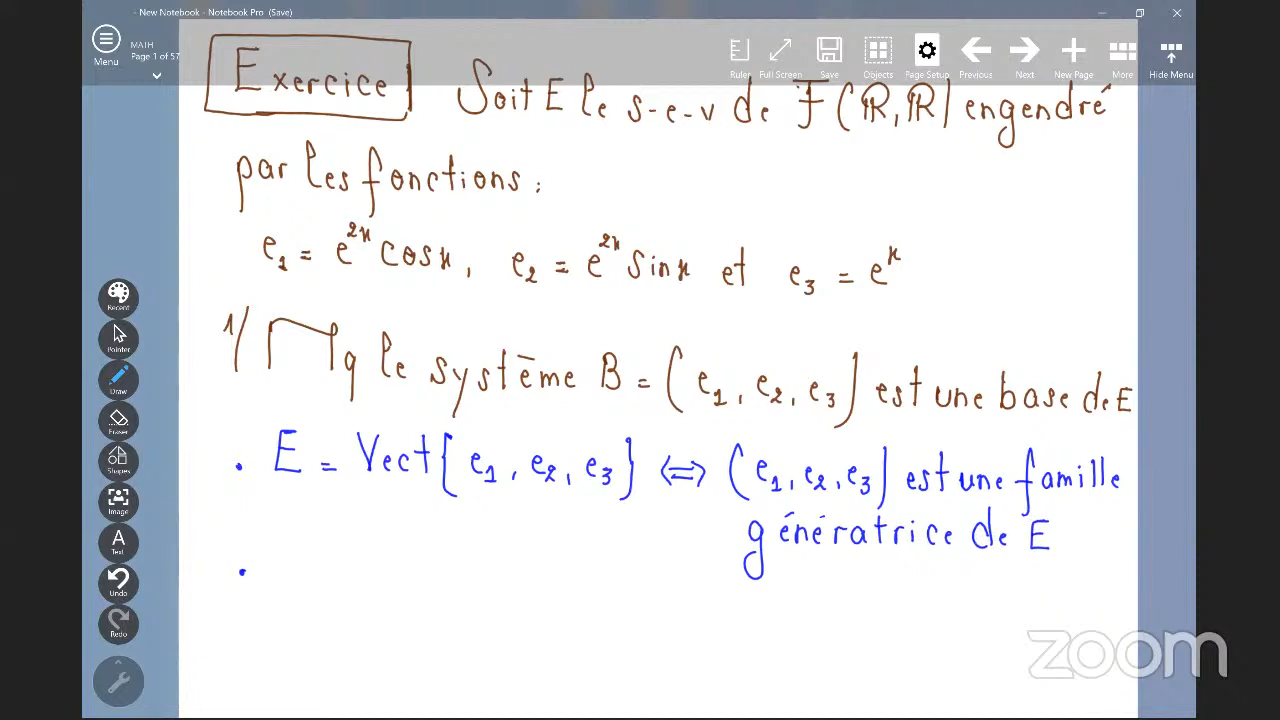 - New Notebook - Notebook Pro (Save)
Menu
MATH
Page 1 of 57
Ruler
Full Screen
Save
Objects
Page Setup
Previous
Next
New Page
More
Hide Menu
Exercice Soit E le s-e-v de F(ℝ, ℝ) engendré
par les fonctions :
e₁ = e²ˣ cosx, e₂ = e²ˣ sinx et e₃ = eˣ
1/ Mq le système B = (e₁, e₂, e₃) est une base de E
• E = Vect{e₁, e₂, e₃} ⟺ (e₁, e₂, e₃) est une famille
génératrice de E
•
Recent
Pointer
Draw
Eraser
Shapes
Image
A
Text
Undo
Redo
zoom